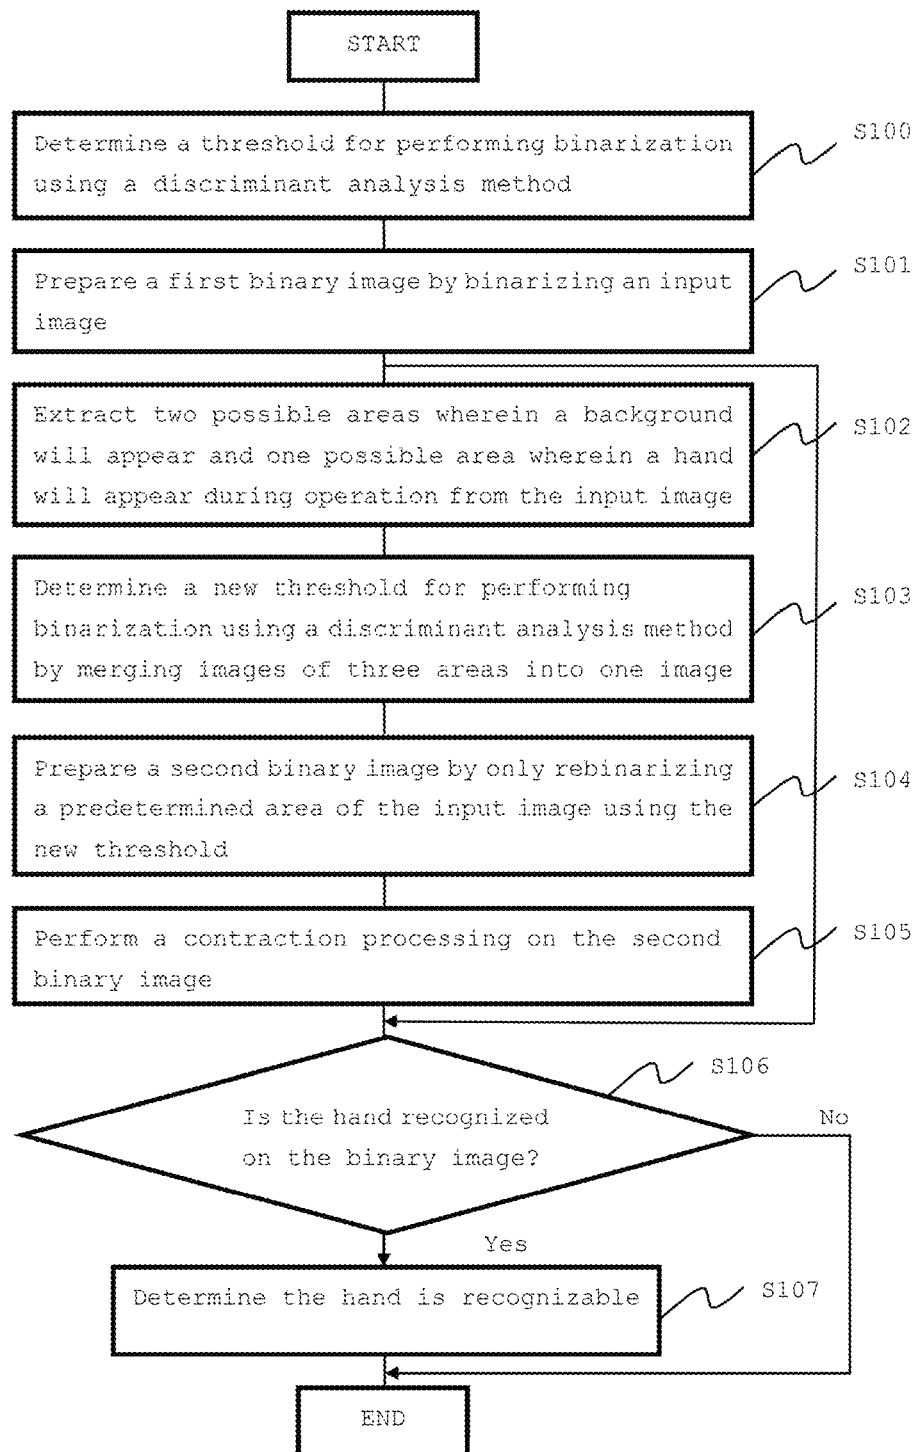 START
Determine a threshold for performing binarization
using a discriminant analysis method
S100
Prepare a first binary image by binarizing an input
image
S101
Extract two possible areas wherein a background
will appear and one possible area wherein a hand
will appear during operation from the input image
S102
Determine a new threshold for performing
binarization using a discriminant analysis method
by merging images of three areas into one image
S103
Prepare a second binary image by only rebinarizing
a predetermined area of the input image using the
new threshold
S104
Perform a contraction processing on the second
binary image
S105
Is the hand recognized
on the binary image?
S106
No
Yes
Determine the hand is recognizable
S107
END